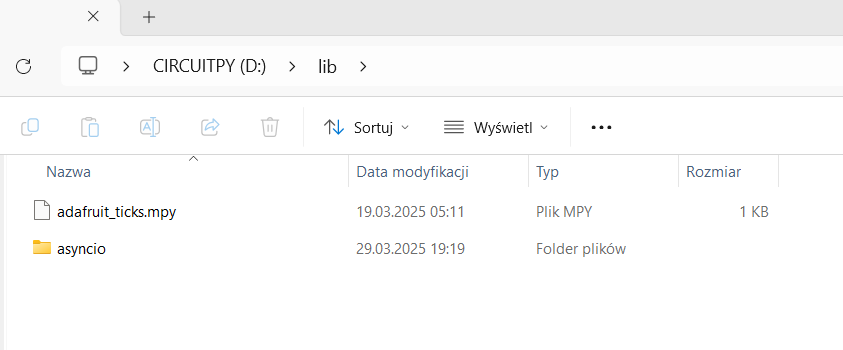 CIRCUITPY (D:) lib
Sortuj Wyświetl
Nazwa Data modyfikacji Typ Rozmiar
adafruit_ticks.mpy 19.03.2025 05:11 Plik MPY 1 KB
asyncio 29.03.2025 19:19 Folder plików